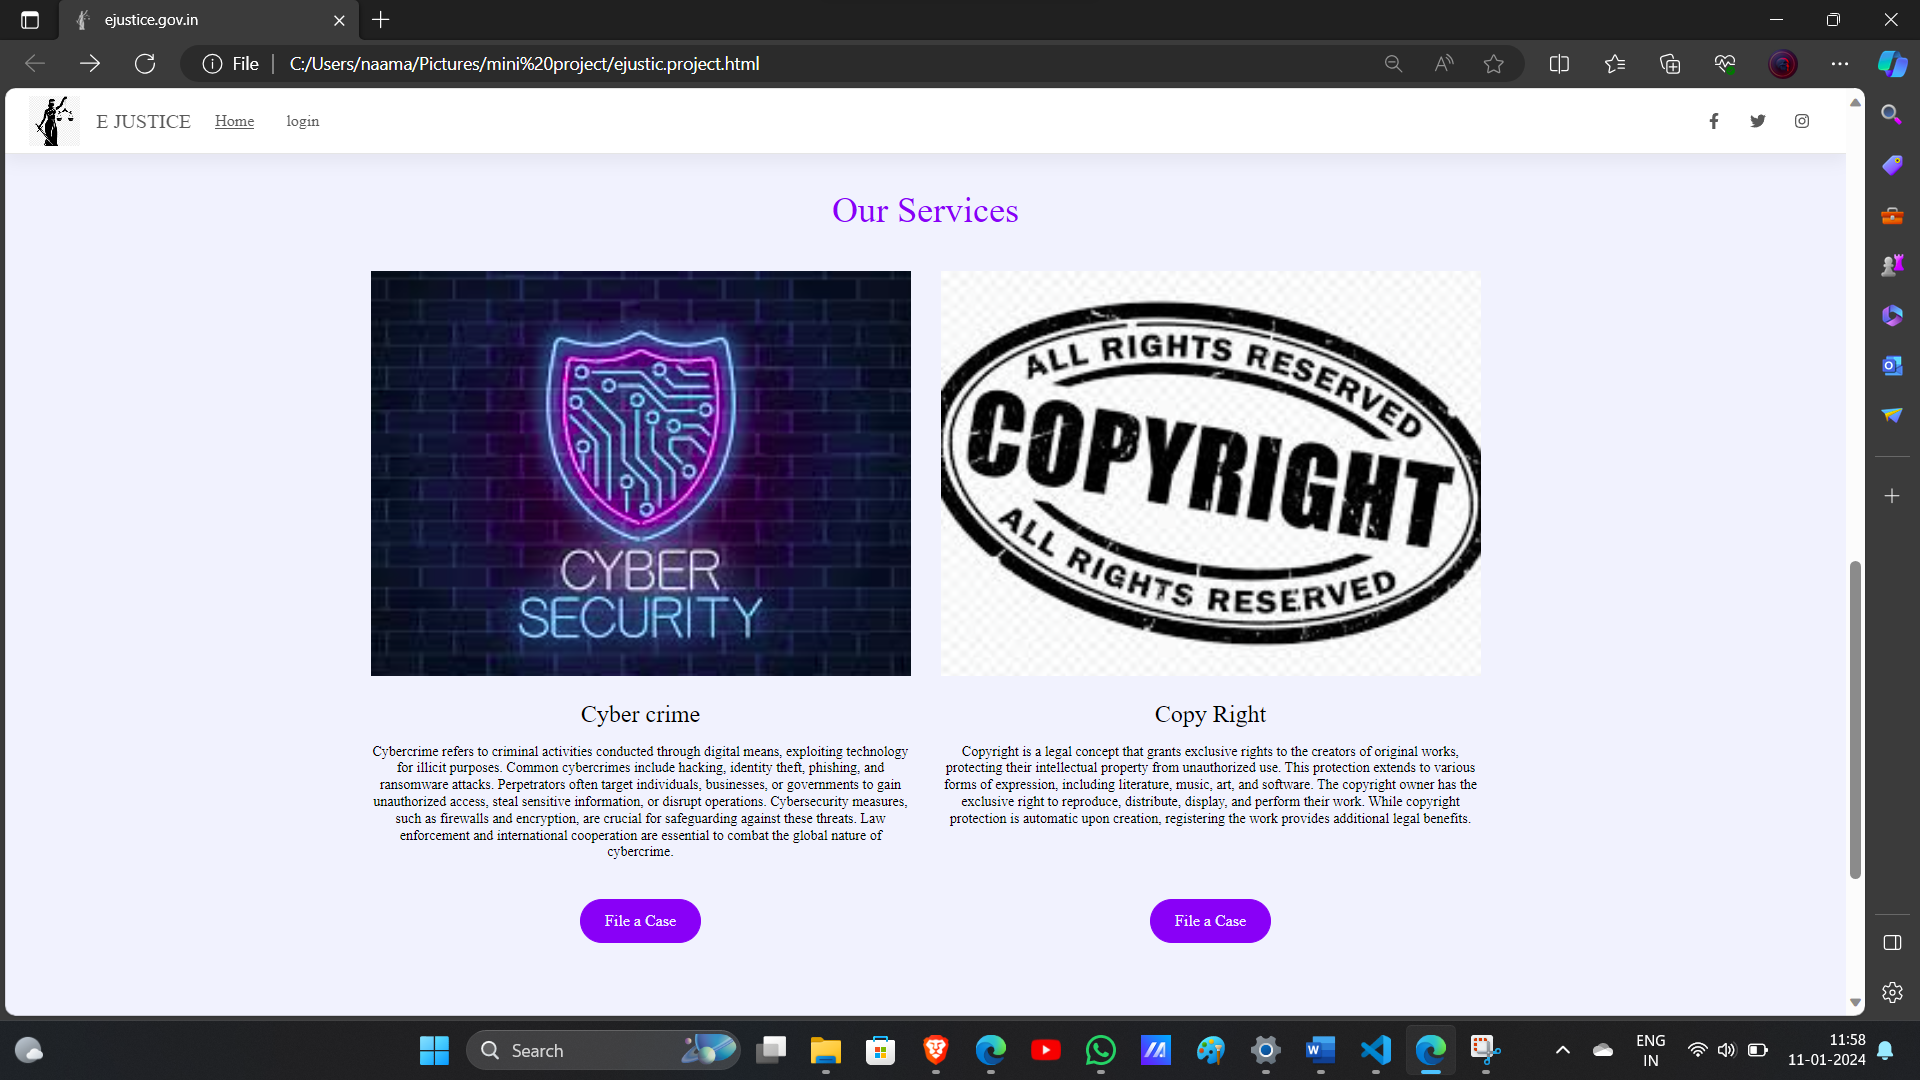 ejustice.gov.in
File
C:/Users/naama/Pictures/mini%20project/ejustic.project.html
E JUSTICE
Home
login
Our Services
CYBER
SECURITY
ALL RIGHTS RESERVED
COPYRIGHT
ALL RIGHTS RESERVED
Cyber crime
Cybercrime refers to criminal activities conducted through digital means, exploiting technology
for illicit purposes. Common cybercrimes include hacking, identity theft, phishing, and
ransomware attacks. Perpetrators often target individuals, businesses, or governments to gain
unauthorized access, steal sensitive information, or disrupt operations. Cybersecurity measures,
such as firewalls and encryption, are crucial for safeguarding against these threats. Law
enforcement and international cooperation are essential to combat the global nature of
cybercrime.
File a Case
Copy Right
Copyright is a legal concept that grants exclusive rights to the creators of original works,
protecting their intellectual property from unauthorized use. This protection extends to various
forms of expression, including literature, music, art, and software. The copyright owner has the
exclusive right to reproduce, distribute, display, and perform their work. While copyright
protection is automatic upon creation, registering the work provides additional legal benefits.
File a Case
Search
ENG
IN
11:58
11-01-2024